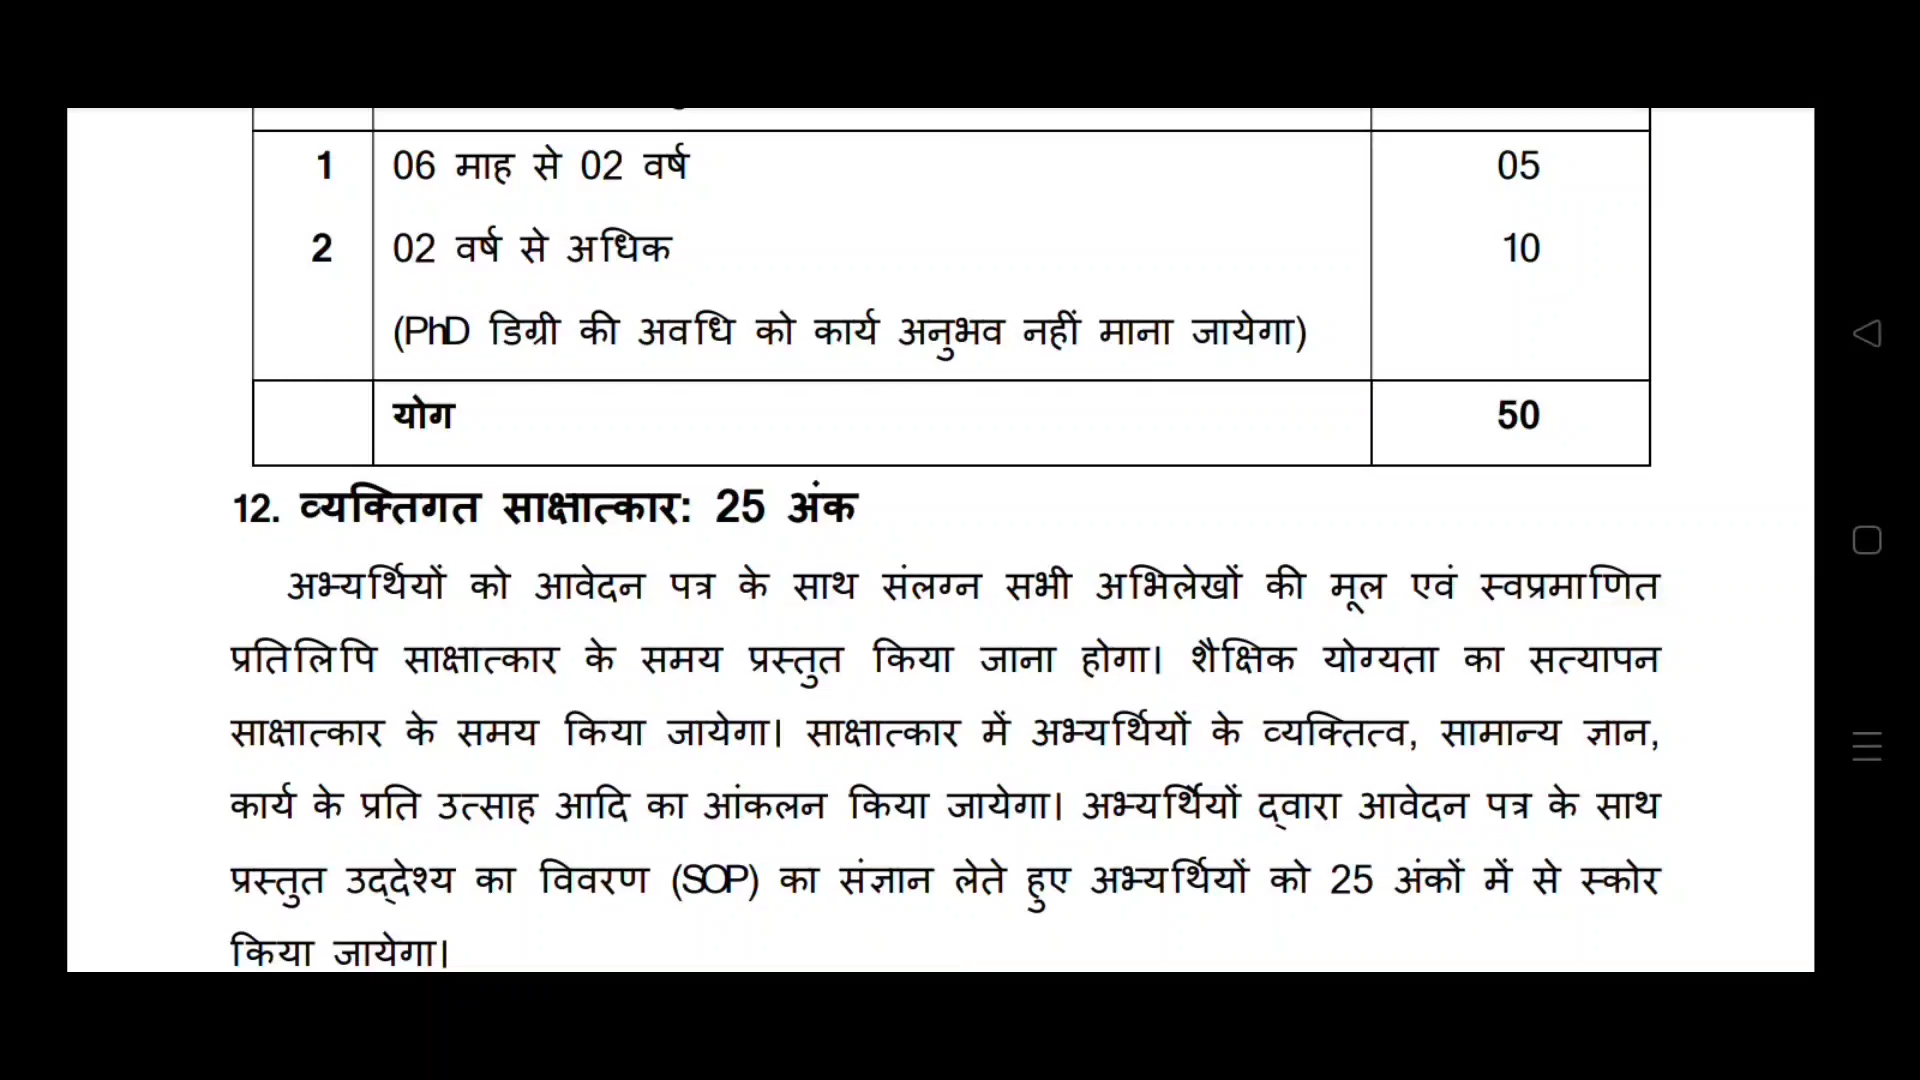 1 06 माह से 02 वर्ष 05
2 02 वर्ष से अधिक 10
(PhD डिग्री की अवधि को कार्य अनुभव नहीं माना जायेगा)
योग 50
12. व्यक्तिगत साक्षात्कार: 25 अंक
अभ्यर्थियों को आवेदन पत्र के साथ संलग्न सभी अभिलेखों की मूल एवं स्वप्रमाणित
प्रतिलिपि साक्षात्कार के समय प्रस्तुत किया जाना होगा। शैक्षिक योग्यता का सत्यापन
साक्षात्कार के समय किया जायेगा। साक्षात्कार में अभ्यर्थियों के व्यक्तित्व, सामान्य ज्ञान,
कार्य के प्रति उत्साह आदि का आंकलन किया जायेगा। अभ्यर्थियों द्वारा आवेदन पत्र के साथ
प्रस्तुत उद्देश्य का विवरण (SOP) का संज्ञान लेते हुए अभ्यर्थियों को 25 अंकों में से स्कोर
किया जायेगा।